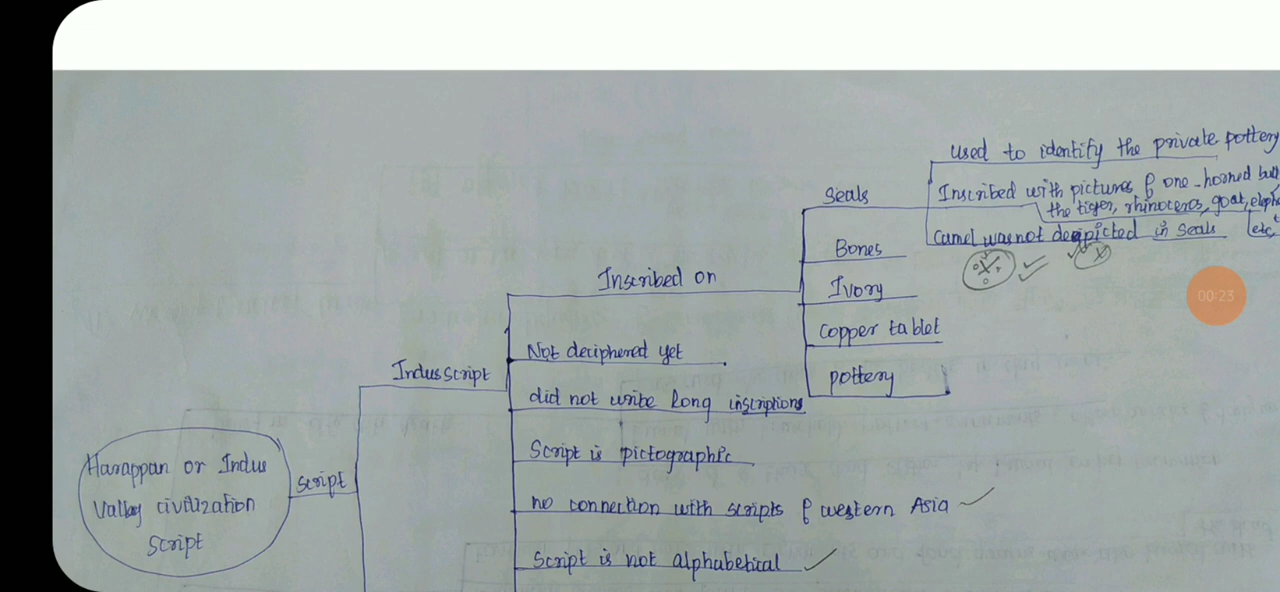 used to identify the private pottery
Seals
Inscribed with pictures of one-horned
the tiger, rhinoceros, goat,
Camel was not depicted in seals
etc
Bones
Inscribed on
Ivory
00:23
copper tablet
Not deciphered yet
Indus script
pottery
did not write long inscriptions
Script is pictographic
Harappan or Indus
Valley civilization
Script
script
no connection with scripts of western Asia
Script is not alphabetical